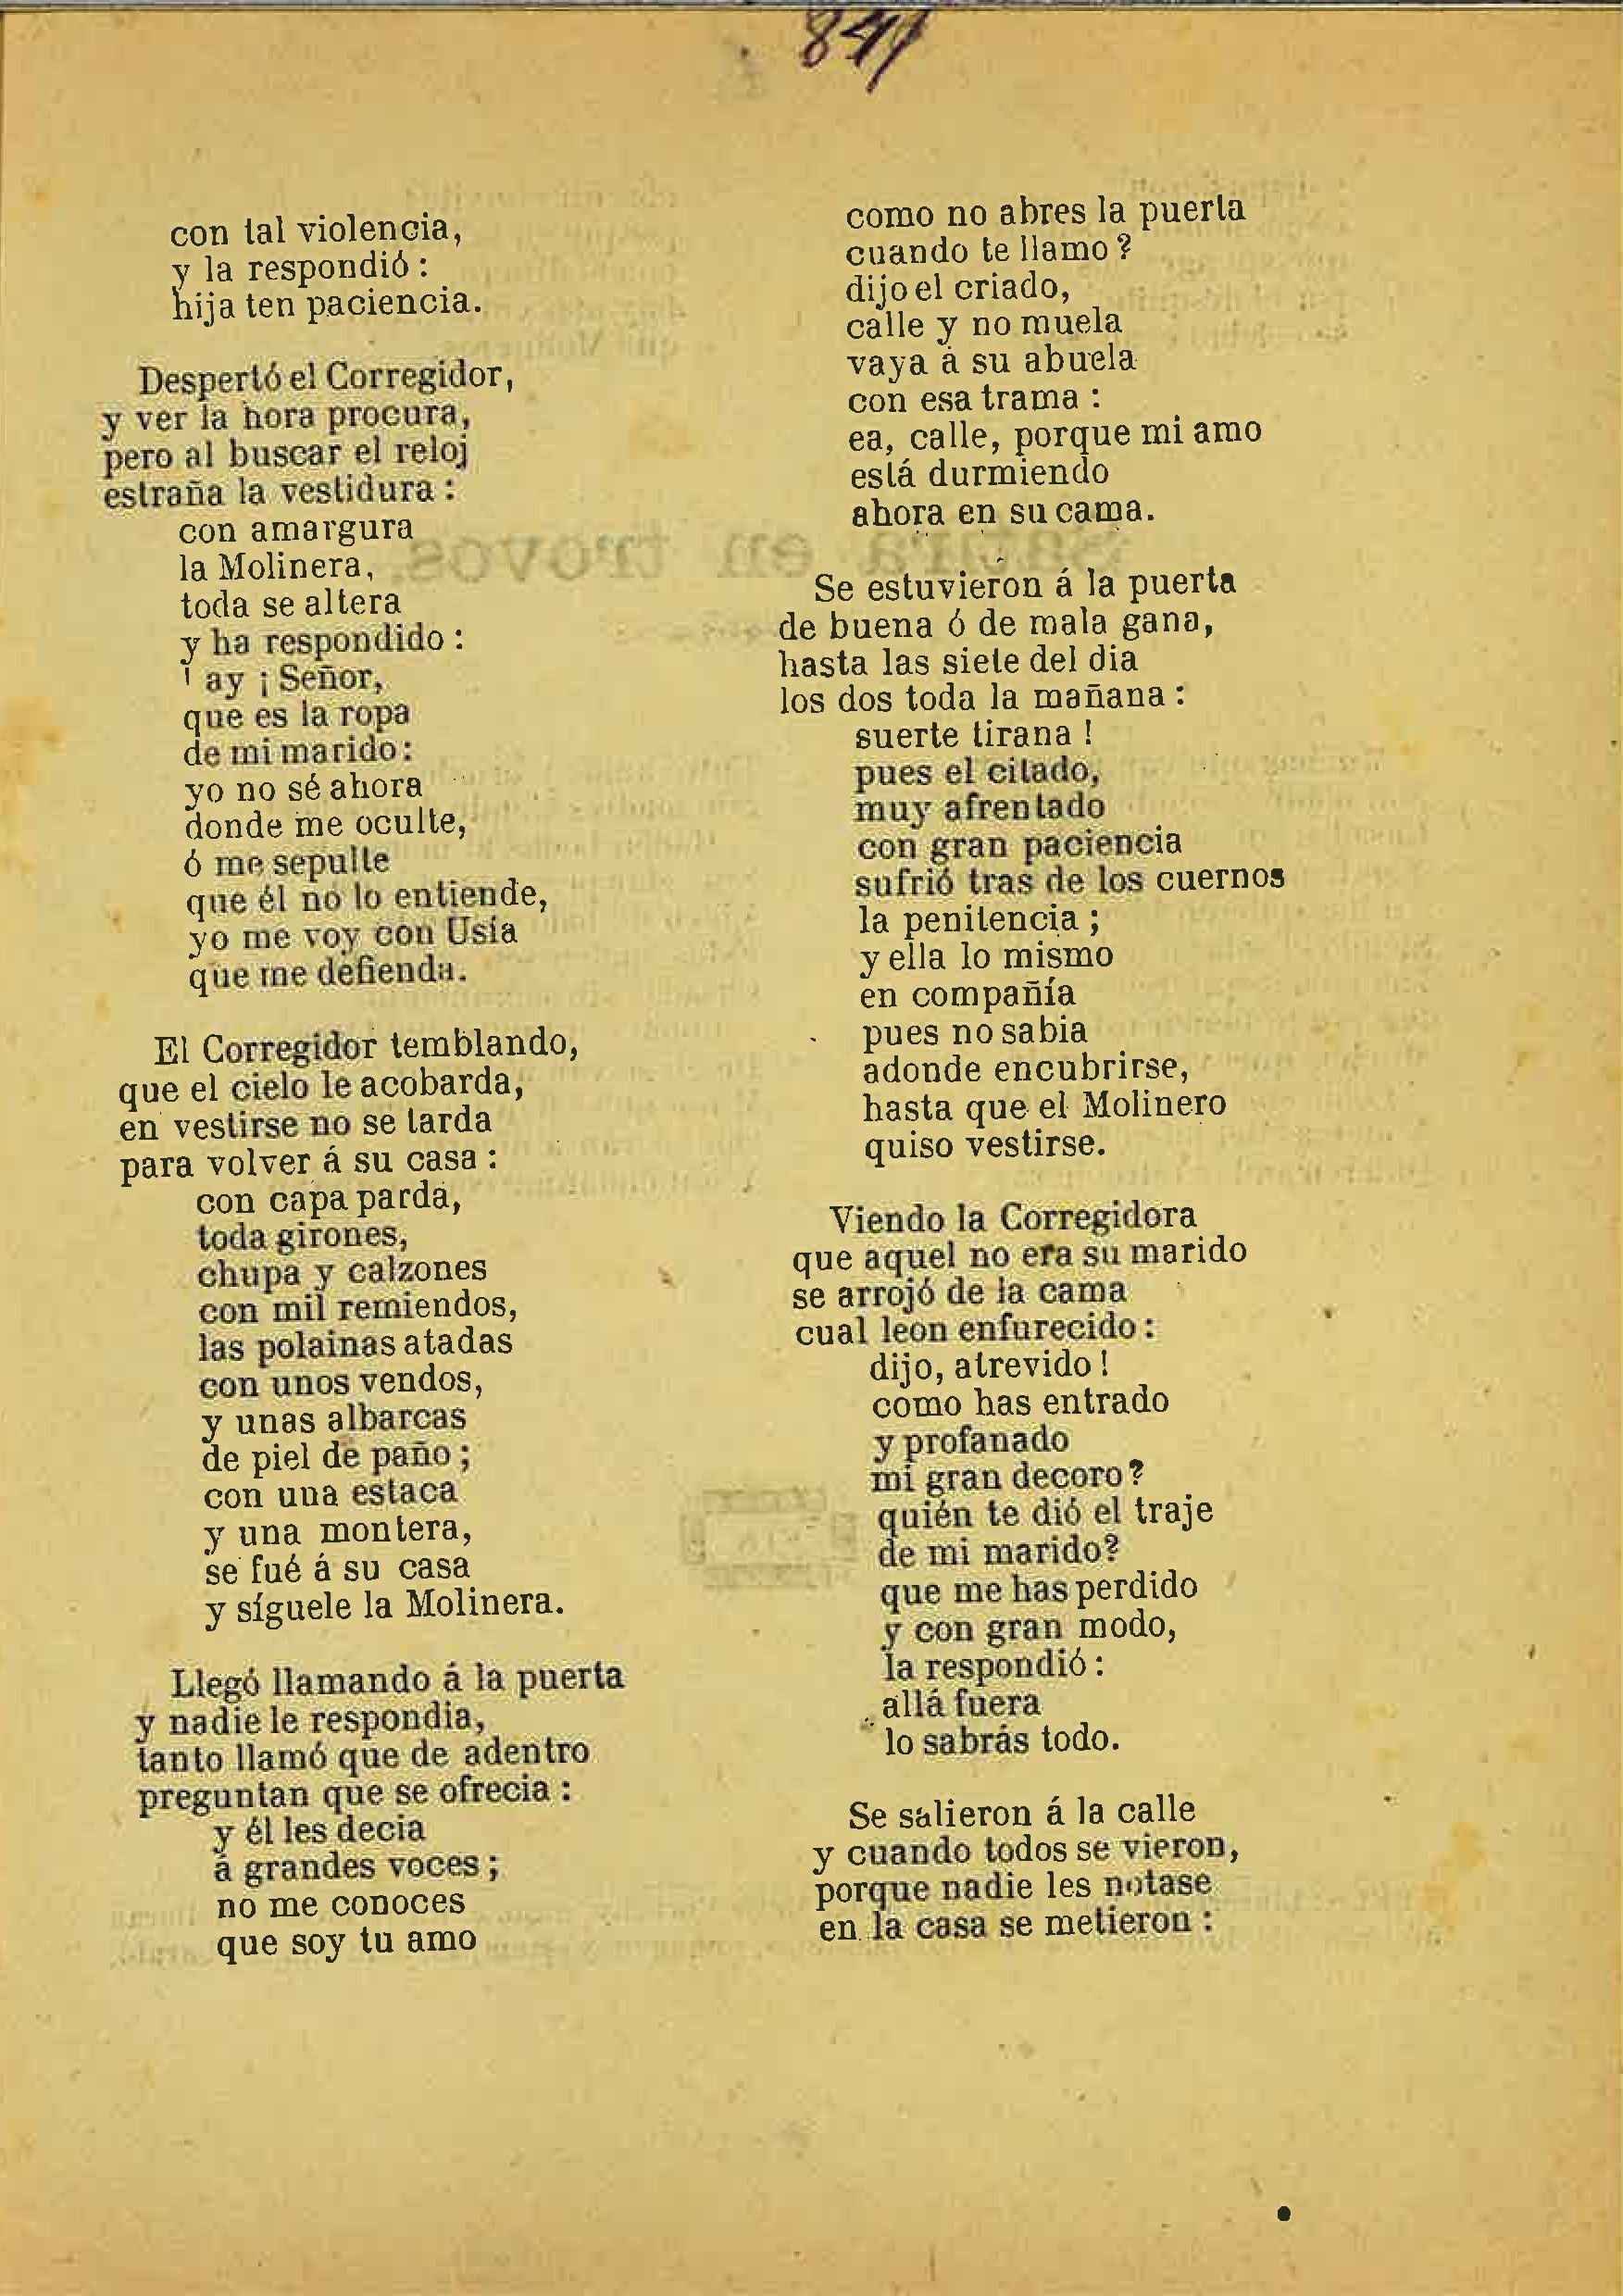 841
con tal violencia,
y la respondió :
hija ten paciencia.
Despertó el Corregidor,
y ver la hora procura,
pero al buscar el reloj
estraña la vestidura :
con amargura
la Molinera,
toda se altera
y ha respondido :
ay ¡ Señor,
que es la ropa
de mi marido :
yo no sé ahora
donde me oculte,
ó me sepulte
que él no lo entiende,
yo me voy con Usía
que me defienda.
El Corregidor temblando,
que el cielo le acobarda,
en vestirse no se tarda
para volver á su casa :
con capa parda,
toda girones,
chupa y calzones
con mil remiendos,
las polainas atadas
con unos vendos,
y unas albarcas
de piel de paño ;
con una estaca
y una montera,
se fué á su casa
y síguele la Molinera.
Llegó llamando á la puerta
y nadie le respondia,
tanto llamó que de adentro
preguntan que se ofrecia :
y él les decia
á grandes voces ;
no me conoces
que soy tu amo
como no abres la puerta
cuando te llamo ?
dijo el criado,
calle y no muela
vaya á su abuela
con esa trama :
ea, calle, porque mi amo
está durmiendo
ahora en su cama.
Se estuvieron á la puerta
de buena ó de mala gana,
hasta las siete del dia
los dos toda la mañana :
suerte tirana !
pues el citado,
muy afrentado
con gran paciencia
sufrió tras de los cuernos
la penitencia ;
y ella lo mismo
en compañía
pues no sabia
adonde encubrirse,
hasta que el Molinero
quiso vestirse.
Viendo la Corregidora
que aquel no era su marido
se arrojó de la cama
cual leon enfurecido :
dijo, atrevido !
como has entrado
y profanado
mi gran decoro ?
quién te dió el traje
de mi marido?
que me has perdido
y con gran modo,
la respondió :
allá fuera
lo sabrás todo.
Se salieron á la calle
y cuando todos se vieron,
porque nadie les notase
en la casa se metieron :